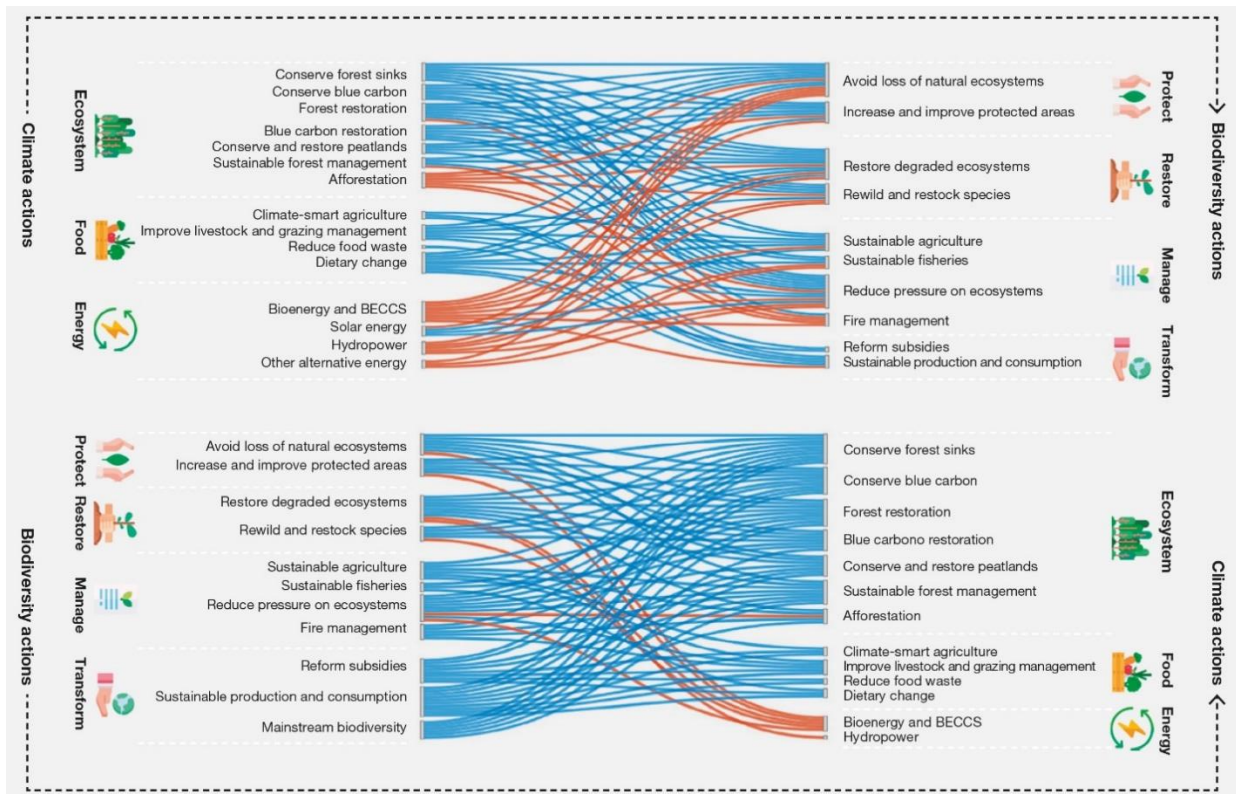 Climate actions
Ecosystem
Conserve forest sinks
Conserve blue carbon
Forest restoration
Blue carbon restoration
Conserve and restore peatlands
Sustainable forest management
Afforestation
Food
Climate-smart agriculture
Improve livestock and grazing management
Reduce food waste
Dietary change
Energy
Bioenergy and BECCS
Solar energy
Hydropower
Other alternative energy
Avoid loss of natural ecosystems
Increase and improve protected areas
Protect
Restore degraded ecosystems
Rewild and restock species
Restore
Sustainable agriculture
Sustainable fisheries
Reduce pressure on ecosystems
Fire management
Manage
Reform subsidies
Sustainable production and consumption
Transform
Biodiversity actions
Biodiversity actions
Protect
Avoid loss of natural ecosystems
Increase and improve protected areas
Restore
Restore degraded ecosystems
Rewild and restock species
Manage
Sustainable agriculture
Sustainable fisheries
Reduce pressure on ecosystems
Fire management
Transform
Reform subsidies
Sustainable production and consumption
Mainstream biodiversity
Conserve forest sinks
Conserve blue carbon
Forest restoration
Blue carbono restoration
Conserve and restore peatlands
Sustainable forest management
Afforestation
Ecosystem
Climate-smart agriculture
Improve livestock and grazing management
Reduce food waste
Dietary change
Food
Bioenergy and BECCS
Hydropower
Energy
Climate actions